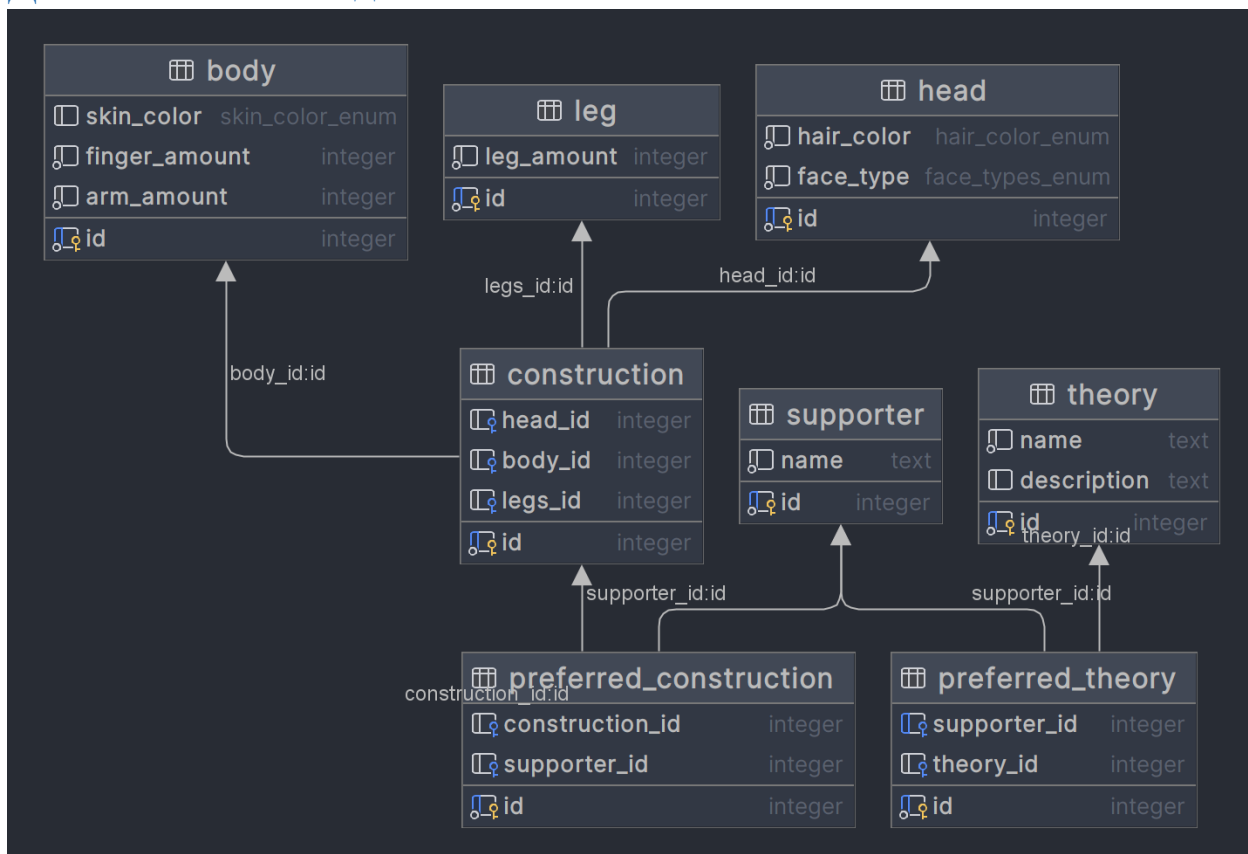 body
skin_color skin_color_enum
finger_amount integer
arm_amount integer
id integer
leg
leg_amount integer
id integer
head
hair_color hair_color_enum
face_type face_types_enum
id integer
legs_id:id
head_id:id
body_id:id
construction
head_id integer
body_id integer
legs_id integer
id integer
supporter
name text
id integer
theory
name text
description text
id integer
theory_id:id
supporter_id:id
supporter_id:id
preferred_construction
construction_id:id
construction_id integer
supporter_id integer
id integer
preferred_theory
supporter_id integer
theory_id integer
id integer